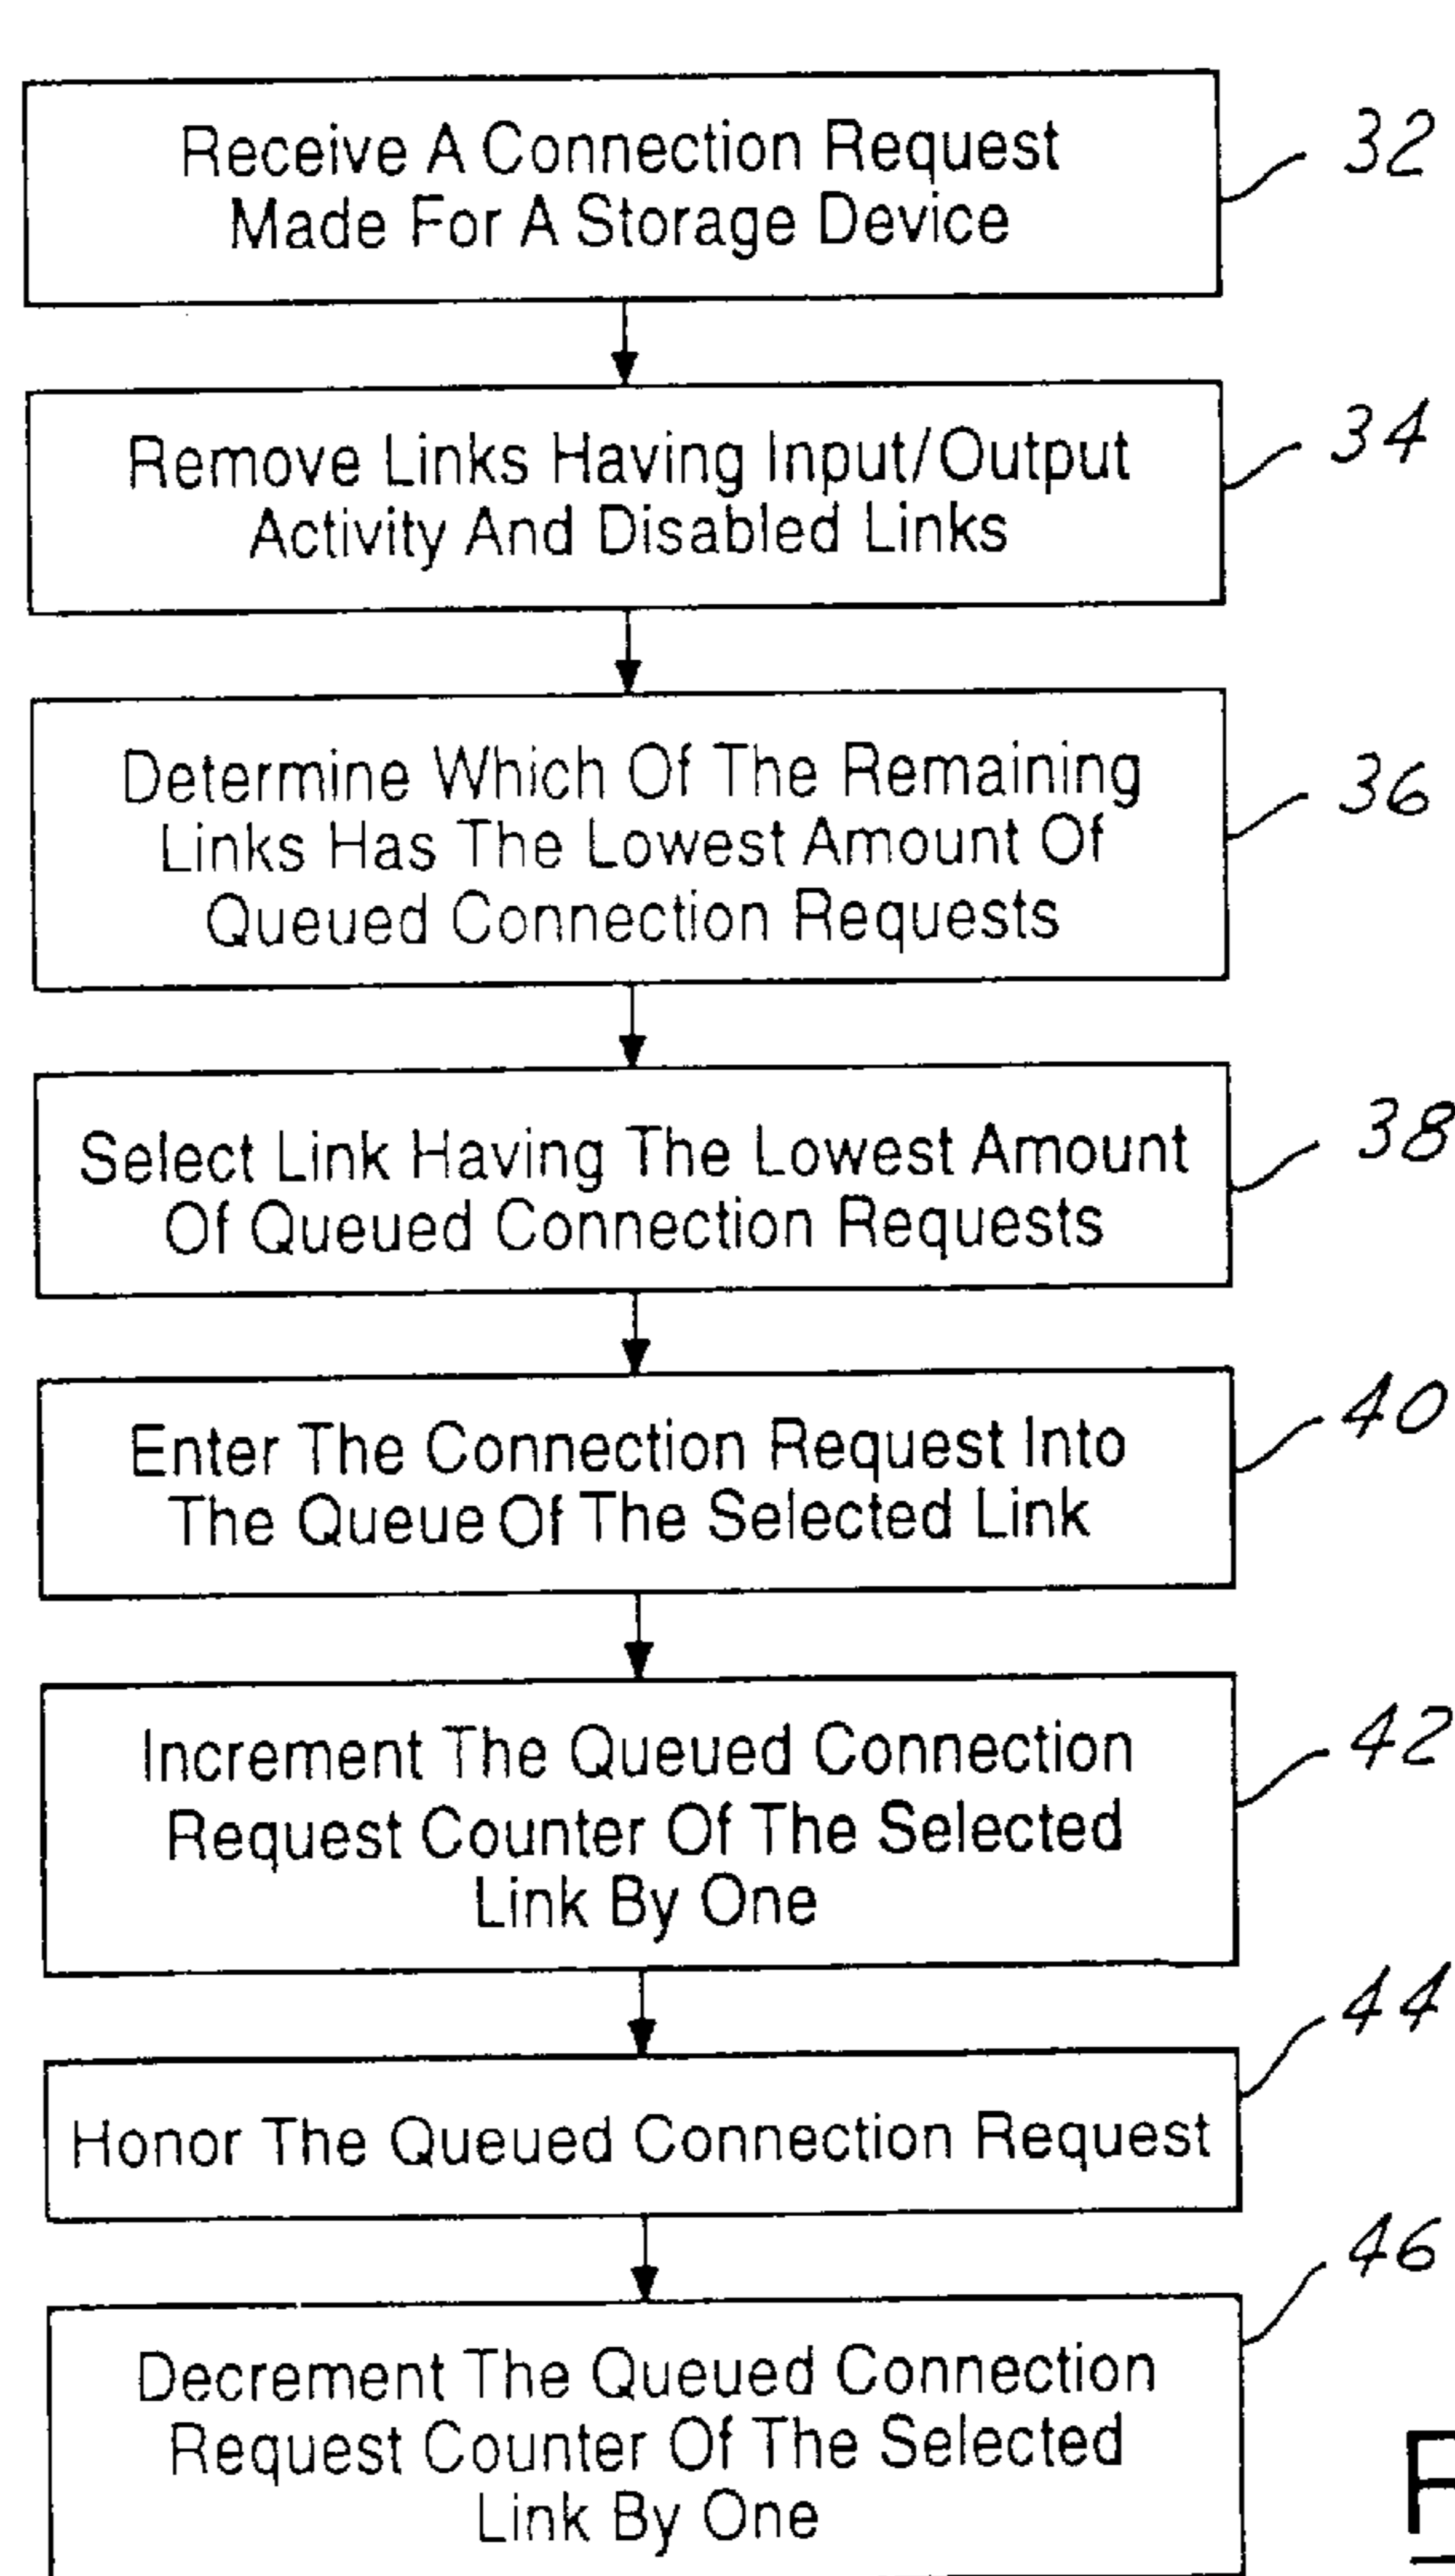 Receive A Connection Request
Made For A Storage Device
32
Remove Links Having Input/Output
Activity And Disabled Links
34
Determine Which Of The Remaining
Links Has The Lowest Amount Of
Queued Connection Requests
36
Select Link Having The Lowest Amount
Of Queued Connection Requests
38
Enter The Connection Request Into
The Queue Of The Selected Link
40
Increment The Queued Connection
Request Counter Of The Selected
Link By One
42
Honor The Queued Connection Request
44
Decrement The Queued Connection
Request Counter Of The Selected
Link By One
46